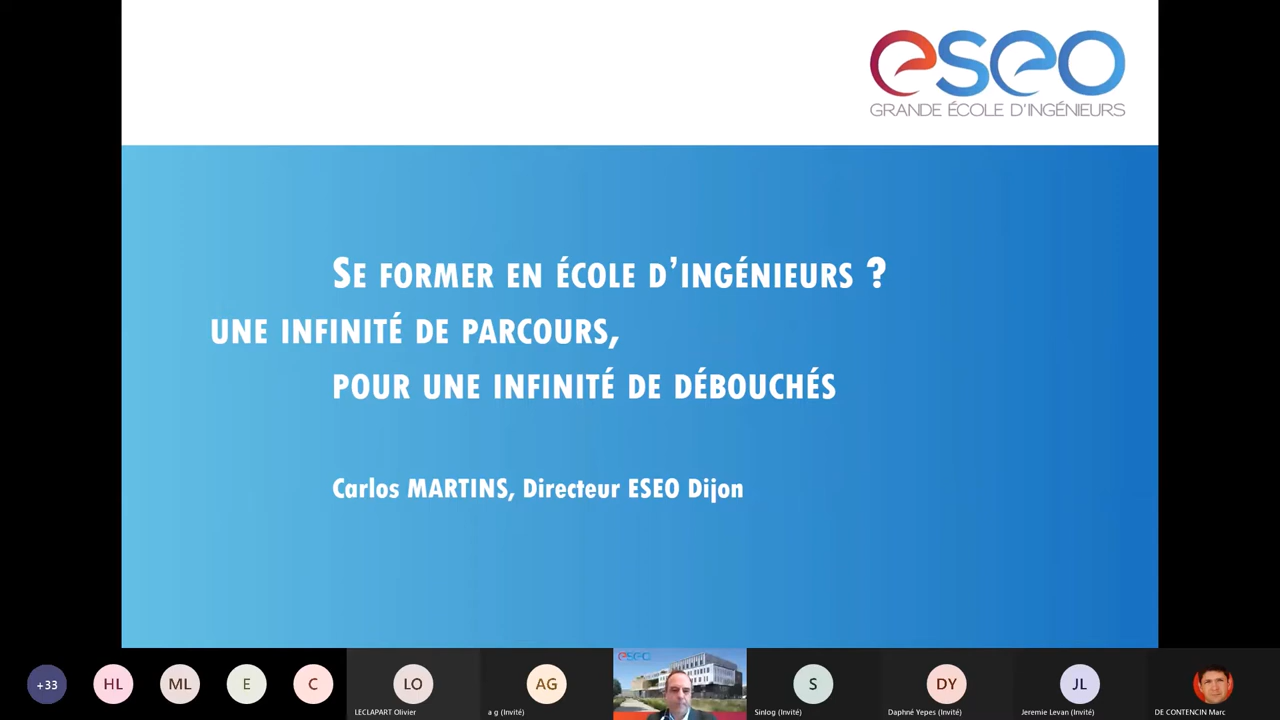 eseo
GRANDE ÉCOLE D'INGÉNIEURS
SE FORMER EN ÉCOLE D'INGÉNIEURS ?
UNE INFINITÉ DE PARCOURS,
POUR UNE INFINITÉ DE DÉBOUCHÉS
Carlos MARTINS, Directeur ESEO Dijon
+33
HL
ML
E
C
LO
LECLAPART Olivier
AG
a g (Invité)
eseo
S
Sinlog (Invité)
DY
Daphné Yepes (Invité)
JL
Jeremie Levan (Invité)
DE CONTENCIN Marc